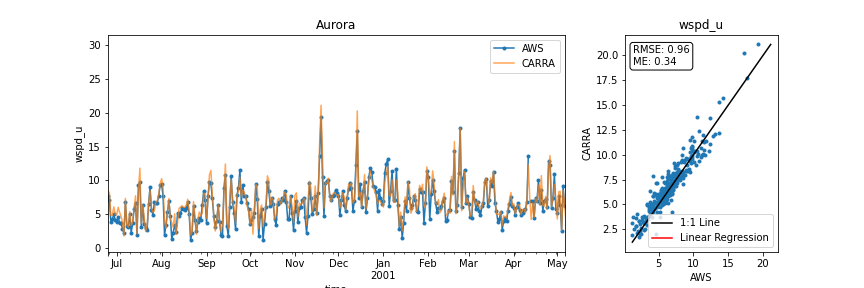 Aurora
30
25
20
15
10
5
0
wspd_u
AWS
CARRA
Jul
Aug
Sep
Oct
Nov
Dec
Jan
2001
Feb
Mar
Apr
May
time
wspd_u
RMSE: 0.96
ME: 0.34
20.0
17.5
15.0
12.5
10.0
7.5
5.0
2.5
CARRA
1:1 Line
Linear Regression
5
10
15
20
AWS